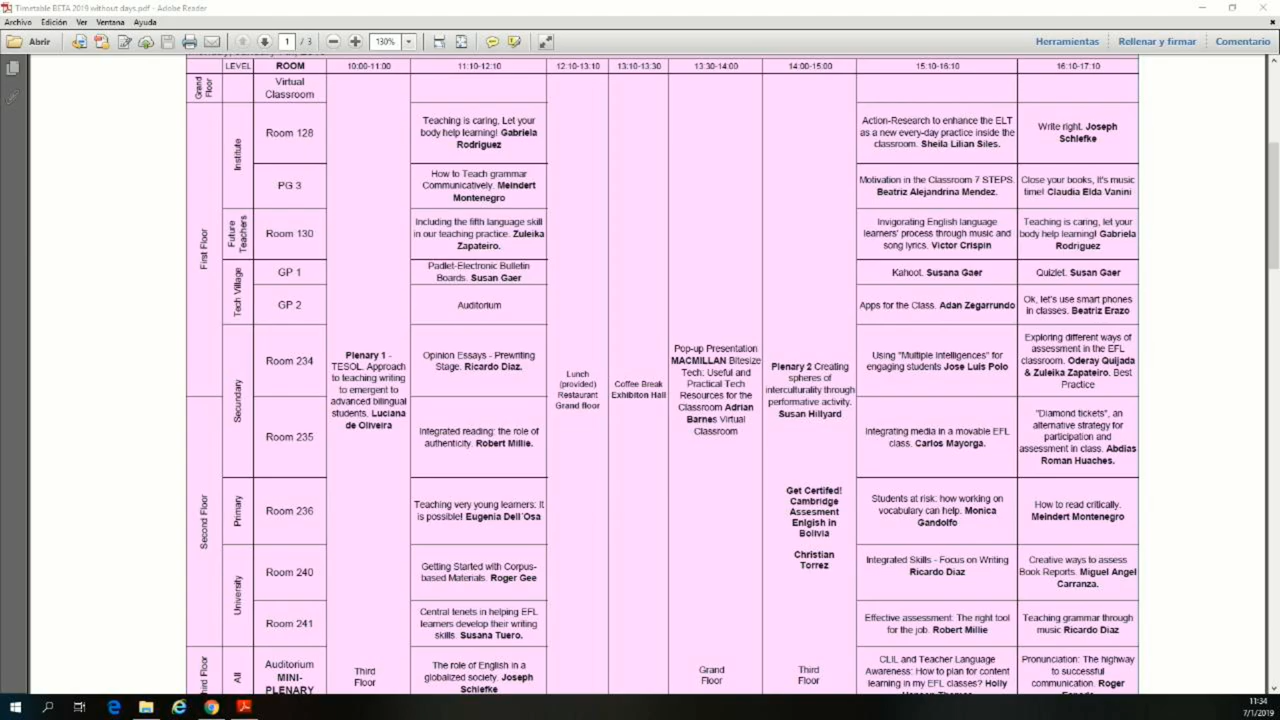 Timetable BETA 2019 without days.pdf - Adobe Reader
Archivo Edición Ver Ventana Ayuda
Abrir 1 / 3 130% Herramientas Rellenar y firmar Comentario
LEVEL ROOM 10:00-11:00 11:10-12:10 12:10-13:10 13:10-13:30 13:30-14:00 14:00-15:00 15:10-16:10 16:10-17:10
Grand
Floor
Virtual
Classroom
First Floor
Institute
Room 128
Teaching is caring, Let your
body help learning! Gabriela
Rodriguez
Action-Research to enhance the ELT
as a new every-day practice inside the
classroom. Sheila Lilian Siles.
Write right. Joseph
Schlefke
PG 3
How to Teach grammar
Communicatively. Meindert
Montenegro
Motivation in the Classroom 7 STEPS.
Beatriz Alejandrina Mendez.
Close your books, It's music
time! Claudia Elda Vanini
Future
Teachers
Room 130
Including the fifth language skill
in our teaching practice. Zuleika
Zapateiro.
Invigorating English language
learners' process through music and
song lyrics. Victor Crispin
Teaching is caring, let your
body help learning! Gabriela
Rodriguez
Tech Village
GP 1
Padlet-Electronic Bulletin
Boards. Susan Gaer
Kahoot. Susana Gaer
Quizlet. Susan Gaer
GP 2
Auditorium
Apps for the Class. Adan Zegarrundo
Ok, let's use smart phones
in classes. Beatriz Erazo
Secoundary
Room 234
Plenary 1 -
TESOL. Approach
to teaching writing
to emergent to
advanced bilingual
students. Luciana
de Oliveira
Opinion Essays - Prewriting
Stage. Ricardo Diaz.
Lunch
(provided)
Restaurant
Grand floor
Coffee Break
Exhibiton Hall
Pop-up Presentation
MACMILLAN Bitesize
Tech: Useful and
Practical Tech
Resources for the
Classroom Adrian
Barnes Virtual
Classroom
Plenary 2 Creating
spheres of
interculturality through
performative activity.
Susan Hillyard
Using "Multiple Intelligences" for
engaging students Jose Luis Polo
Exploring different ways of
assessment in the EFL
classroom. Oderay Quijada
& Zuleika Zapateiro. Best
Practice
Second Floor
Room 235
Integrated reading: the role of
authenticity. Robert Millie.
Integrating media in a movable EFL
class. Carlos Mayorga.
"Diamond tickets", an
alternative strategy for
participation and
assessment in class. Abdias
Roman Huaches.
Primary
Room 236
Teaching very young learners: It
is possible! Eugenia Dell´Osa
Get Certifed!
Cambridge
Assesment
Enlgish in
Bolivia
Christian
Torrez
Students at risk: how working on
vocabulary can help. Monica
Gandolfo
How to read critically.
Meindert Montenegro
University
Room 240
Getting Started with Corpus-
based Materials. Roger Gee
Integrated Skills - Focus on Writing
Ricardo Diaz
Creative ways to assess
Book Reports. Miguel Angel
Carranza.
Room 241
Central tenets in helping EFL
learners develop their writing
skills. Susana Tuero.
Effective assessment: The right tool
for the job. Robert Millie
Teaching grammar through
music Ricardo Diaz
Third Floor
All
Auditorium
MINI-
PLENARY
Third
Floor
The role of English in a
globalized society. Joseph
Schlefke
Grand
Floor
Third
Floor
CLIL and Teacher Language
Awareness: How to plan for content
learning in my EFL classes? Holly
Pronunciation: The highway
to successful
communication. Roger
11:34
7/1/2019